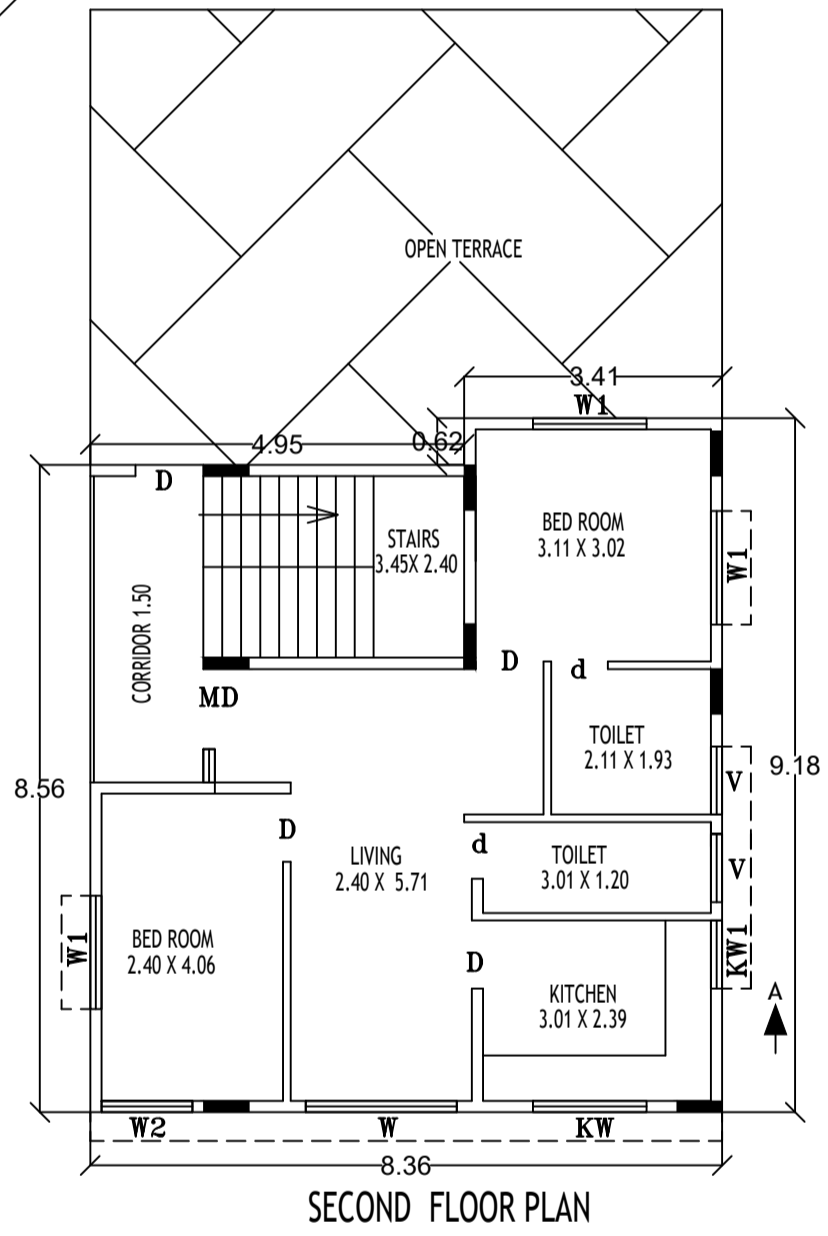 OPEN TERRACE
3.41
W1
4.95
0.62
D
BED ROOM
3.11 X 3.02
STAIRS
3.45X 2.40
W1
CORRIDOR 1.50
D
d
MD
TOILET
2.11 X 1.93
8.56
9.18
V
D
d
LIVING
2.40 X 5.71
TOILET
3.01 X 1.20
V
W1
BED ROOM
2.40 X 4.06
D
KW1
KITCHEN
3.01 X 2.39
A
W2
W
KW
8.36
SECOND FLOOR PLAN